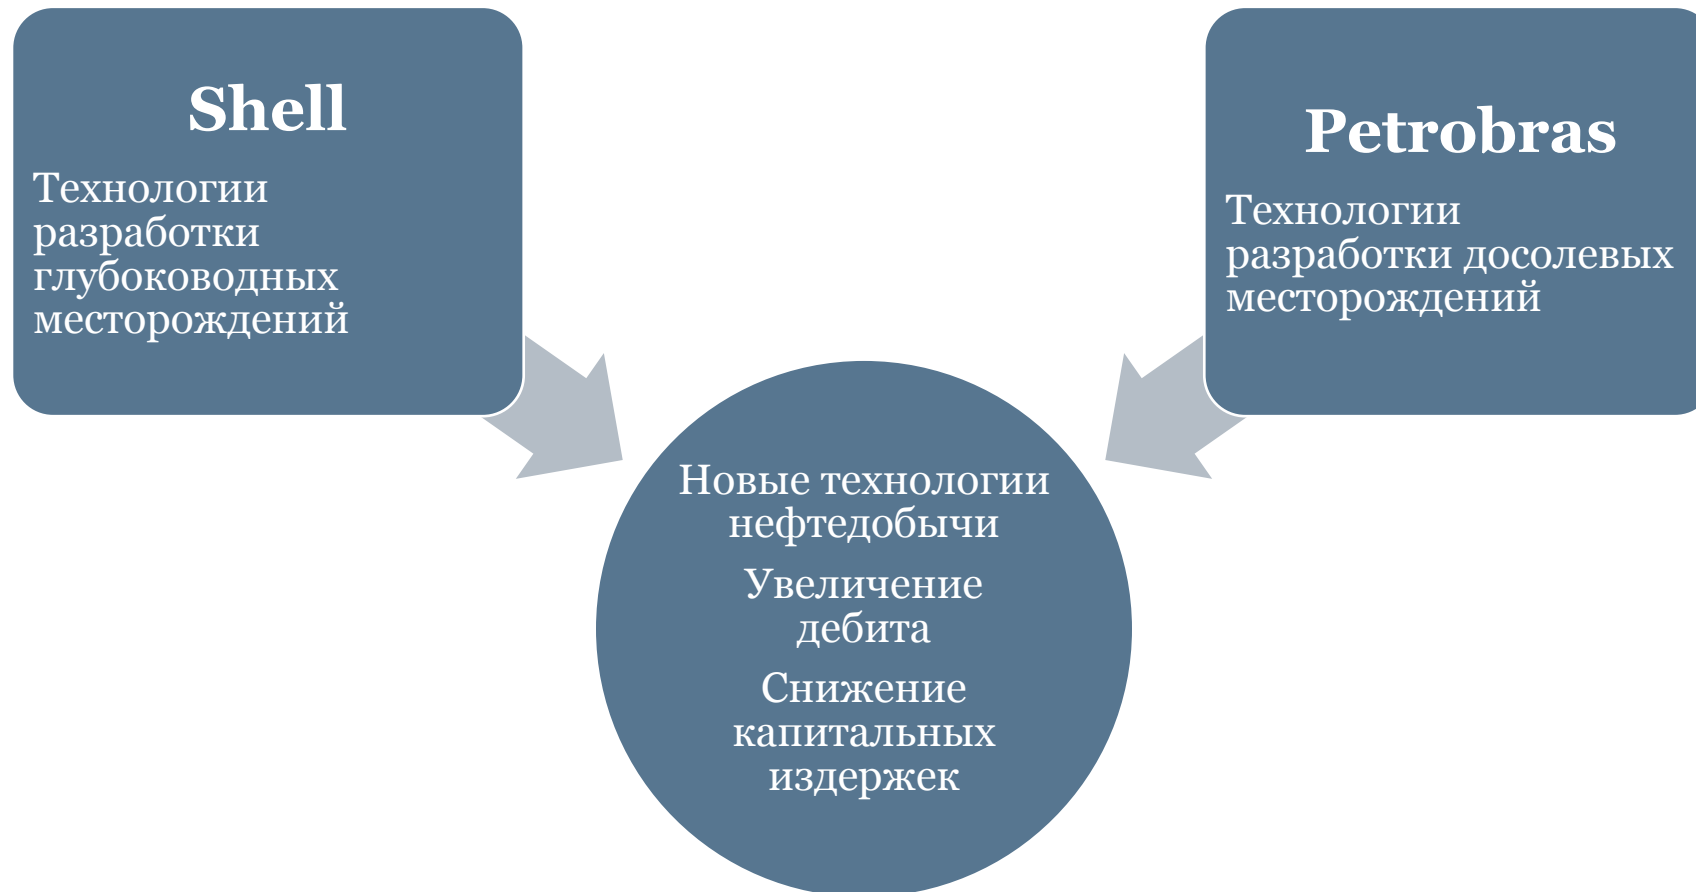 Shell
Технологии
разработки
глубоководных
месторождений
Petrobras
Технологии
разработки досолевых
месторождений
Новые технологии
нефтедобычи
Увеличение
дебита
Снижение
капитальных
издержек